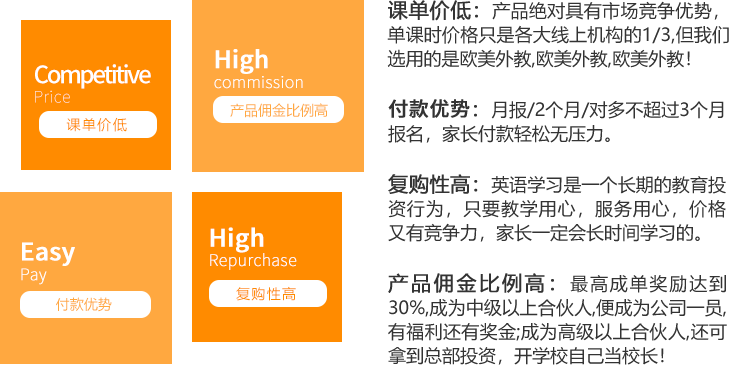 Competitive
Price
课单价低
High
commission
产品佣金比例高
Easy
Pay
付款优势
High
Repurchase
复购性高
课单价低：产品绝对具有市场竞争优势，
单课时价格只是各大线上机构的1/3,但我们
选用的是欧美外教,欧美外教,欧美外教！
付款优势：月报/2个月/对多不超过3个月
报名，家长付款轻松无压力。
复购性高：英语学习是一个长期的教育投
资行为，只要教学用心，服务用心，价格
又有竞争力，家长一定会长时间学习的。
产品佣金比例高：最高成单奖励达到
30%,成为中级以上合伙人,便成为公司一员,
有福利还有奖金;成为高级以上合伙人,还可
拿到总部投资，开学校自己当校长！